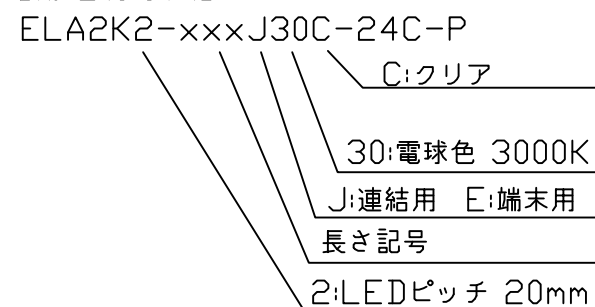 ELA2K2-xxxJ30C-24C-P
C:クリア
30:電球色 3000K
J:連結用 E:端末用
長さ記号
2:LEDピッチ 20mm